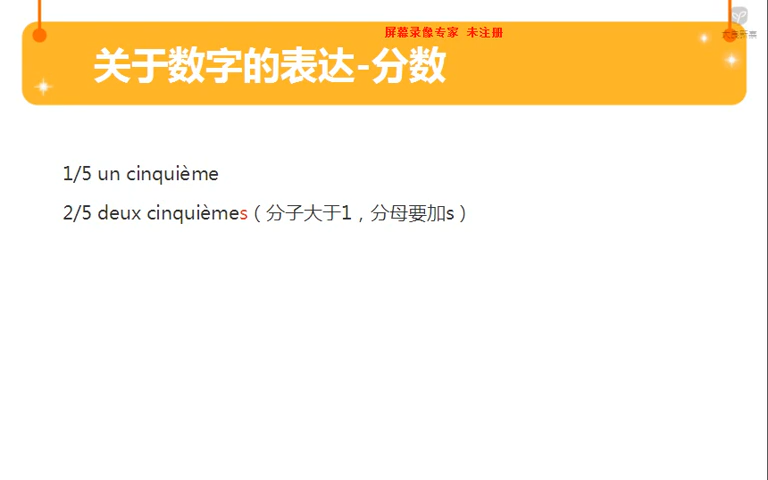 屏幕录像专家 未注册
关于数字的表达-分数
1/5 un cinquième
2/5 deux cinquièmes（分子大于1，分母要加s）